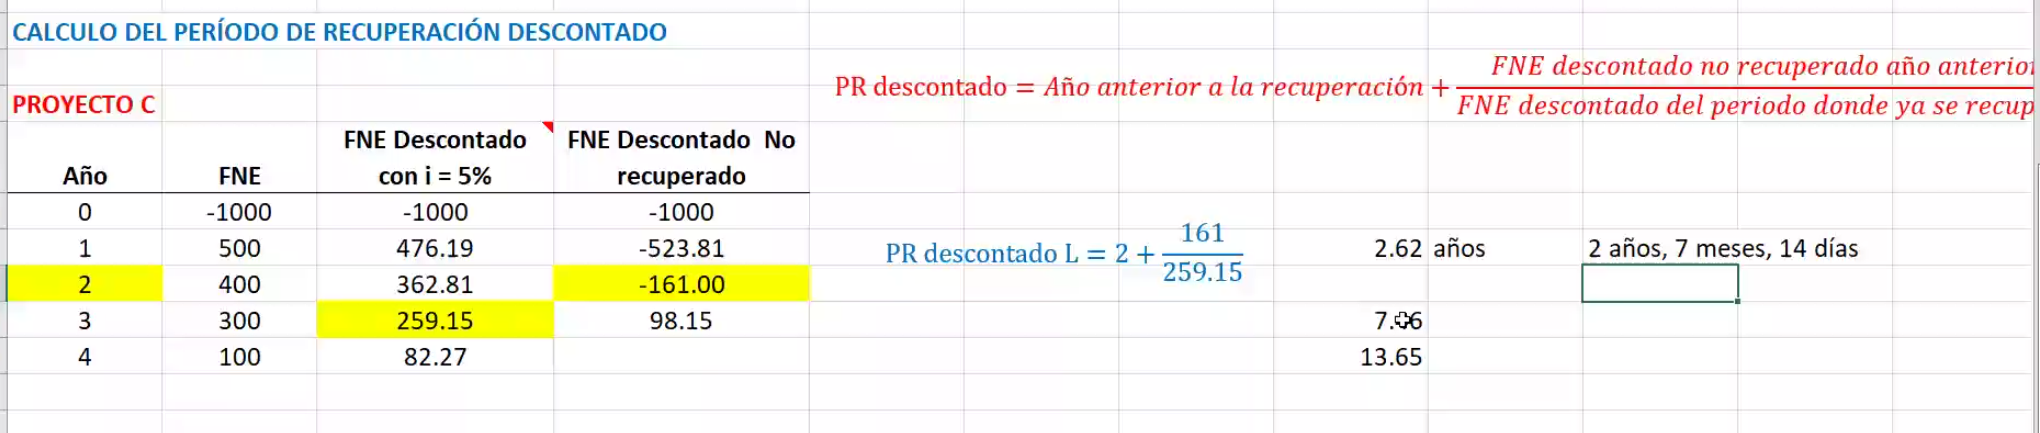 CALCULO DEL PERÍODO DE RECUPERACIÓN DESCONTADO
PR descontado = Año anterior a la recuperación + FNE descontado no recuperado año anterior / FNE descontado del periodo donde ya se recup
PROYECTO C
Año FNE FNE Descontado con i = 5% FNE Descontado No recuperado
0 -1000 -1000 -1000
1 500 476.19 -523.81
2 400 362.81 -161.00
3 300 259.15 98.15
4 100 82.27
PR descontado L = 2 + 161 / 259.15
2.62 años 2 años, 7 meses, 14 días
13.65